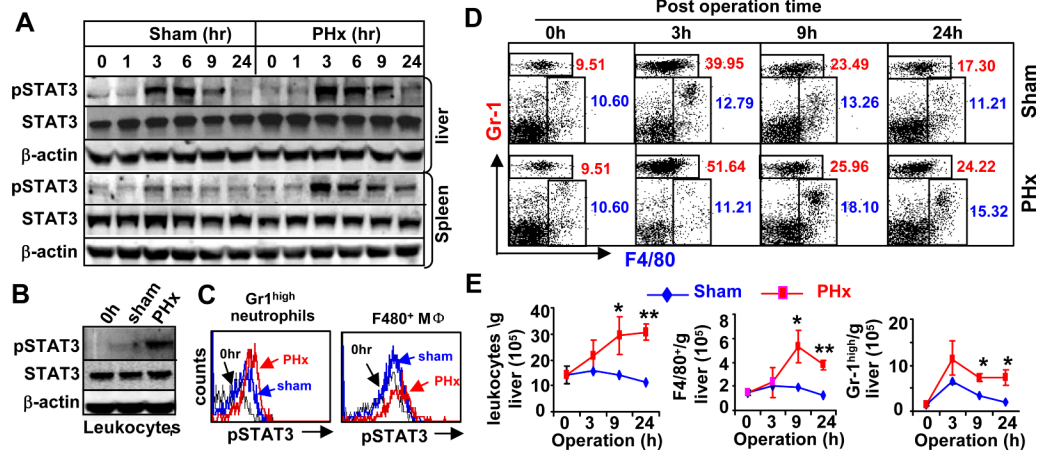 A
Sham (hr) PHx (hr)
0 1 3 6 9 24 0 1 3 6 9 24
pSTAT3
STAT3
β-actin
liver
pSTAT3
STAT3
β-actin
Spleen
B
0h sham PHx
pSTAT3
STAT3
β-actin
Leukocytes
C
Gr1high
neutrophils
F480+ MΦ
counts
0hr
PHx
sham
0hr
sham
PHx
pSTAT3
pSTAT3
D
Post operation time
0h 3h 9h 24h
9.51 39.95 23.49 17.30
10.60 12.79 13.26 11.21
Sham
Gr-1
9.51 51.64 25.96 24.22
10.60 11.21 18.10 15.32
PHx
F4/80
E
Sham PHx
leukocytes \g
liver (10⁵)
40
30
20
10
0
* **
0 3 9 24
Operation (h)
F4/80+/g
liver (10⁵)
8
6
4
2
0
* **
0 3 9 24
Operation (h)
Gr-1high/g
liver (10⁵)
20
15
10
5
0
* *
0 3 9 24
Operation (h)